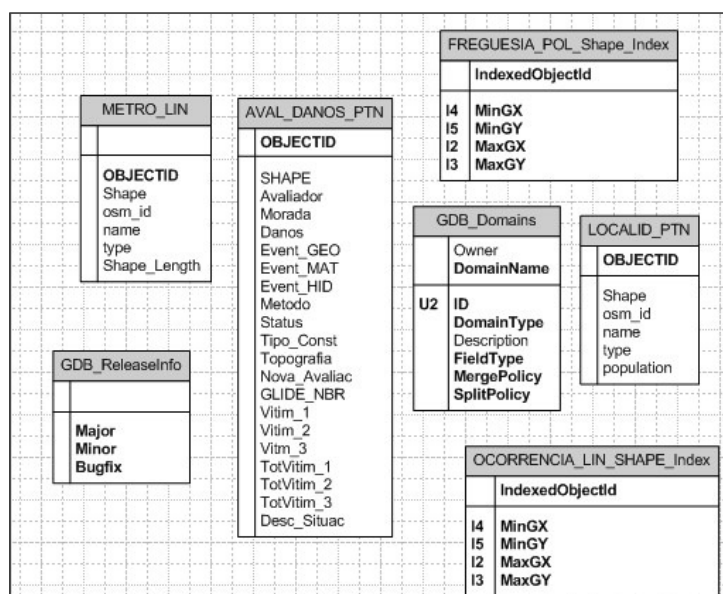 FREGUESIA_POL_Shape_Index
IndexedObjectId
I4 MinGX
I5 MinGY
I2 MaxGX
I3 MaxGY
METRO_LIN
OBJECTID
Shape
osm_id
name
type
Shape_Length
AVAL_DANOS_PTN
OBJECTID
SHAPE
Avaliador
Morada
Danos
Event_GEO
Event_MAT
Event_HID
Metodo
Status
Tipo_Const
Topografia
Nova_Avaliac
GLIDE_NBR
Vitim_1
Vitim_2
Vitm_3
TotVitim_1
TotVitim_2
TotVitim_3
Desc_Situac
GDB_Domains
Owner
DomainName
U2 ID
DomainType
Description
FieldType
MergePolicy
SplitPolicy
LOCALID_PTN
OBJECTID
Shape
osm_id
name
type
population
GDB_ReleaseInfo
Major
Minor
Bugfix
OCORRENCIA_LIN_SHAPE_Index
IndexedObjectId
I4 MinGX
I5 MinGY
I2 MaxGX
I3 MaxGY